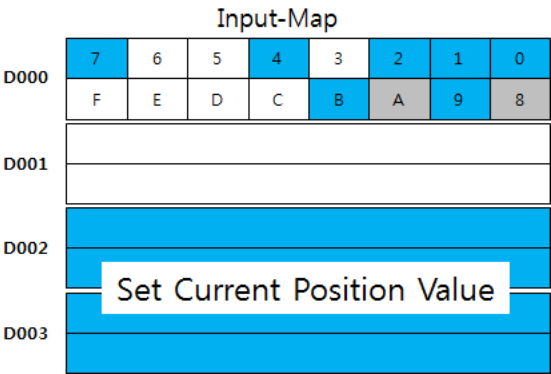 Input-Map
D000
7 6 5 4 3 2 1 0
F E D C B A 9 8
D001
D002
Set Current Position Value
D003